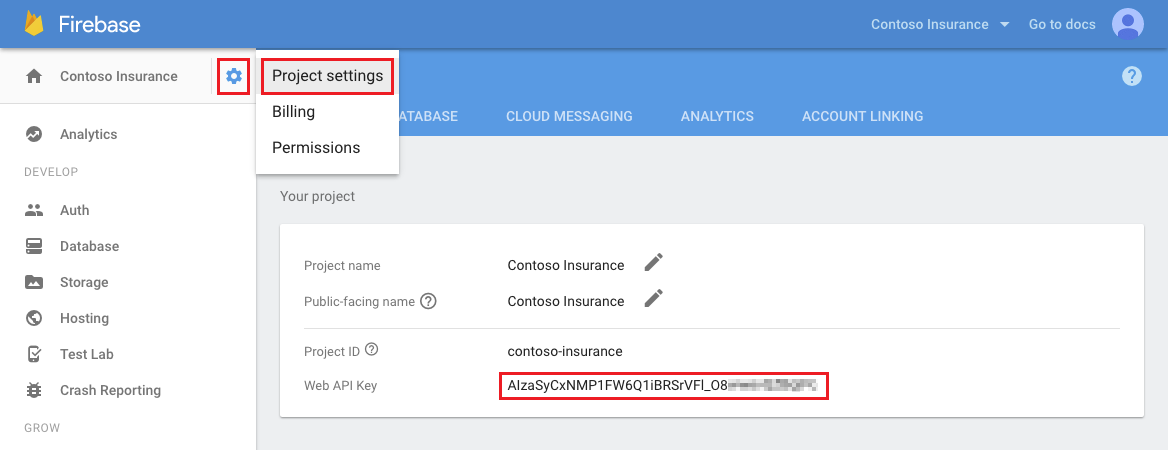 Firebase
Contoso Insurance
Go to docs
Contoso Insurance
Project settings
Billing
Permissions
ATABASE
CLOUD MESSAGING
ANALYTICS
ACCOUNT LINKING
Analytics
DEVELOP
Auth
Database
Storage
Hosting
Test Lab
Crash Reporting
GROW
Your project
Project name Contoso Insurance
Public-facing name ? Contoso Insurance
Project ID ? contoso-insurance
Web API Key AIzaSyCxNMP1FW6Q1iBRSrVFl_O8